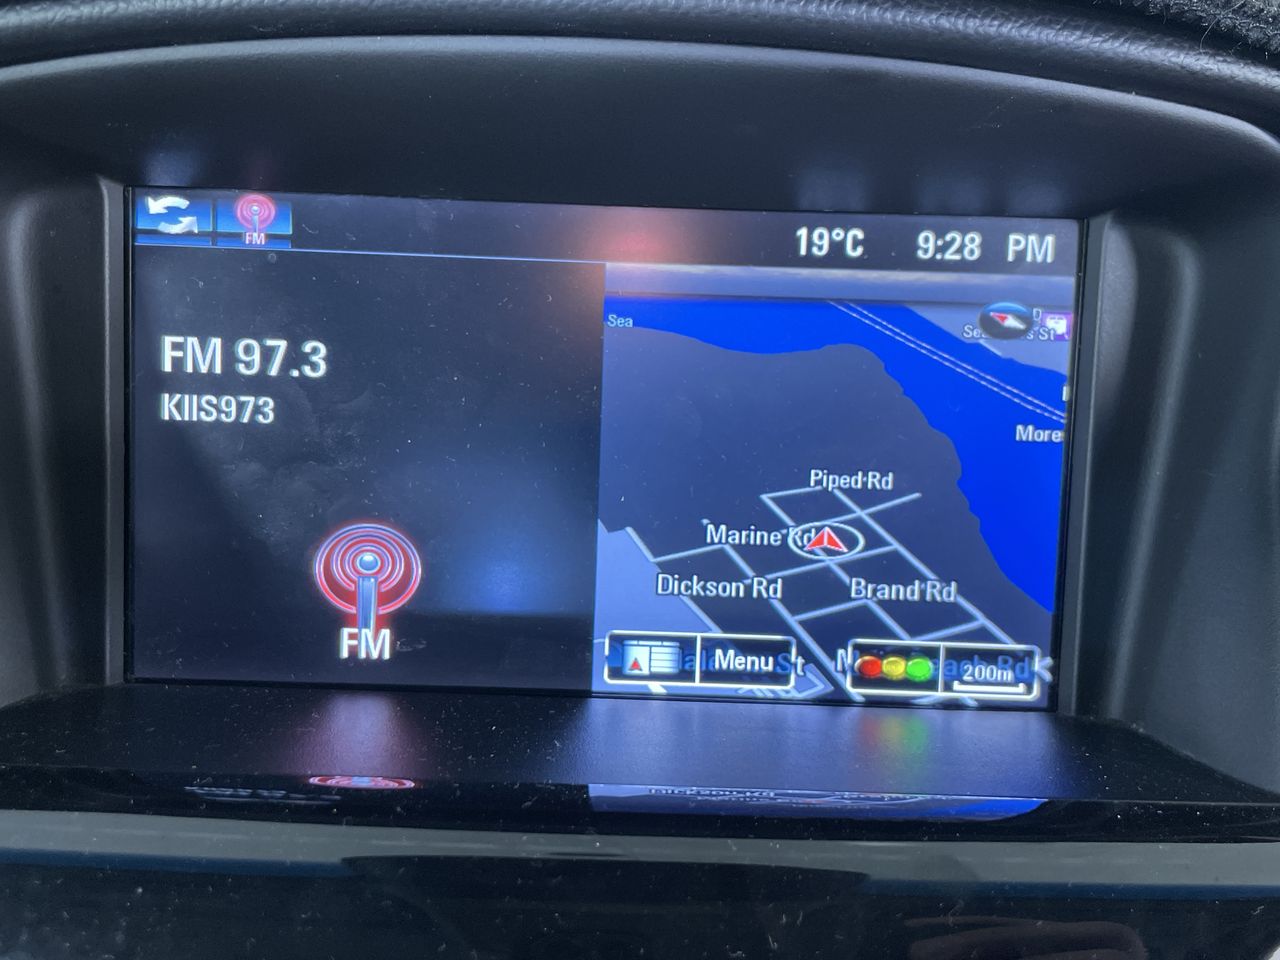 FM
19°C 9:28 PM
FM 97.3
KIIS973
FM
Sea
More
Piped Rd
Marine Rd
Dickson Rd
Brand Rd
Menu
200m